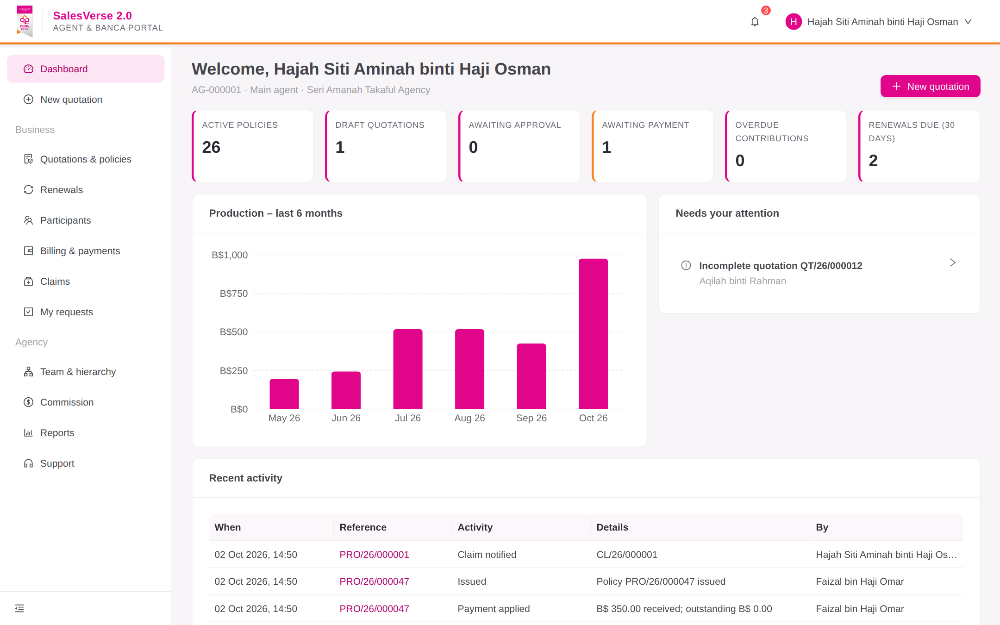 Family
Takaful
SalesVerse 2.0
AGENT & BANCA PORTAL
3
H
Hajah Siti Aminah binti Haji Osman
Dashboard
New quotation
Business
Quotations & policies
Renewals
Participants
Billing & payments
Claims
My requests
Agency
Team & hierarchy
Commission
Reports
Support
Welcome, Hajah Siti Aminah binti Haji Osman
AG-000001 · Main agent · Seri Amanah Takaful Agency
New quotation
ACTIVE POLICIES
26
DRAFT QUOTATIONS
1
AWAITING APPROVAL
0
AWAITING PAYMENT
1
OVERDUE
CONTRIBUTIONS
0
RENEWALS DUE (30
DAYS)
2
Production – last 6 months
B$1,000
B$750
B$500
B$250
B$0
May 26 Jun 26 Jul 26 Aug 26 Sep 26 Oct 26
Needs your attention
Incomplete quotation QT/26/000012
Aqilah binti Rahman
Recent activity
When Reference Activity Details By
02 Oct 2026, 14:50 PRO/26/000001 Claim notified CL/26/000001 Hajah Siti Aminah binti Haji Os…
02 Oct 2026, 14:50 PRO/26/000047 Issued Policy PRO/26/000047 issued Faizal bin Haji Omar
02 Oct 2026, 14:50 PRO/26/000047 Payment applied B$ 350.00 received; outstanding B$ 0.00 Faizal bin Haji Omar